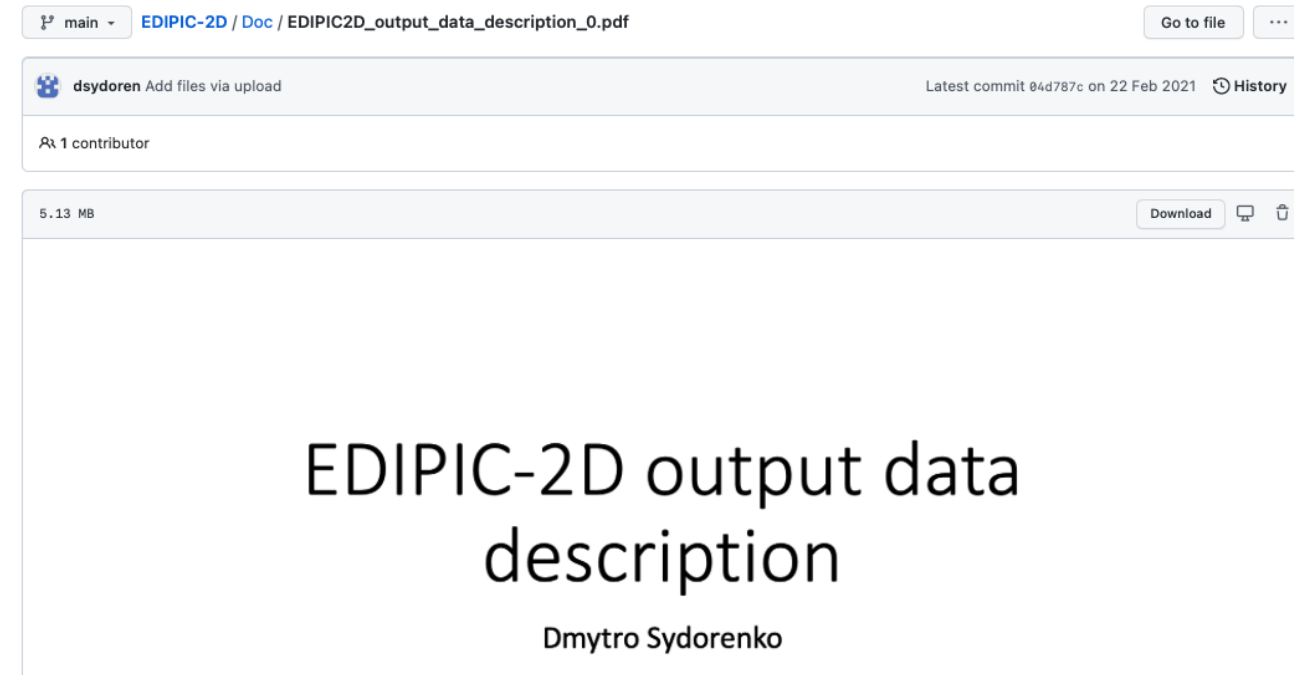 main
EDIPIC-2D / Doc / EDIPIC2D_output_data_description_0.pdf
Go to file
...
dsydoren Add files via upload
Latest commit 04d787c on 22 Feb 2021
History
1 contributor
5.13 MB
Download
EDIPIC-2D output data
description
Dmytro Sydorenko